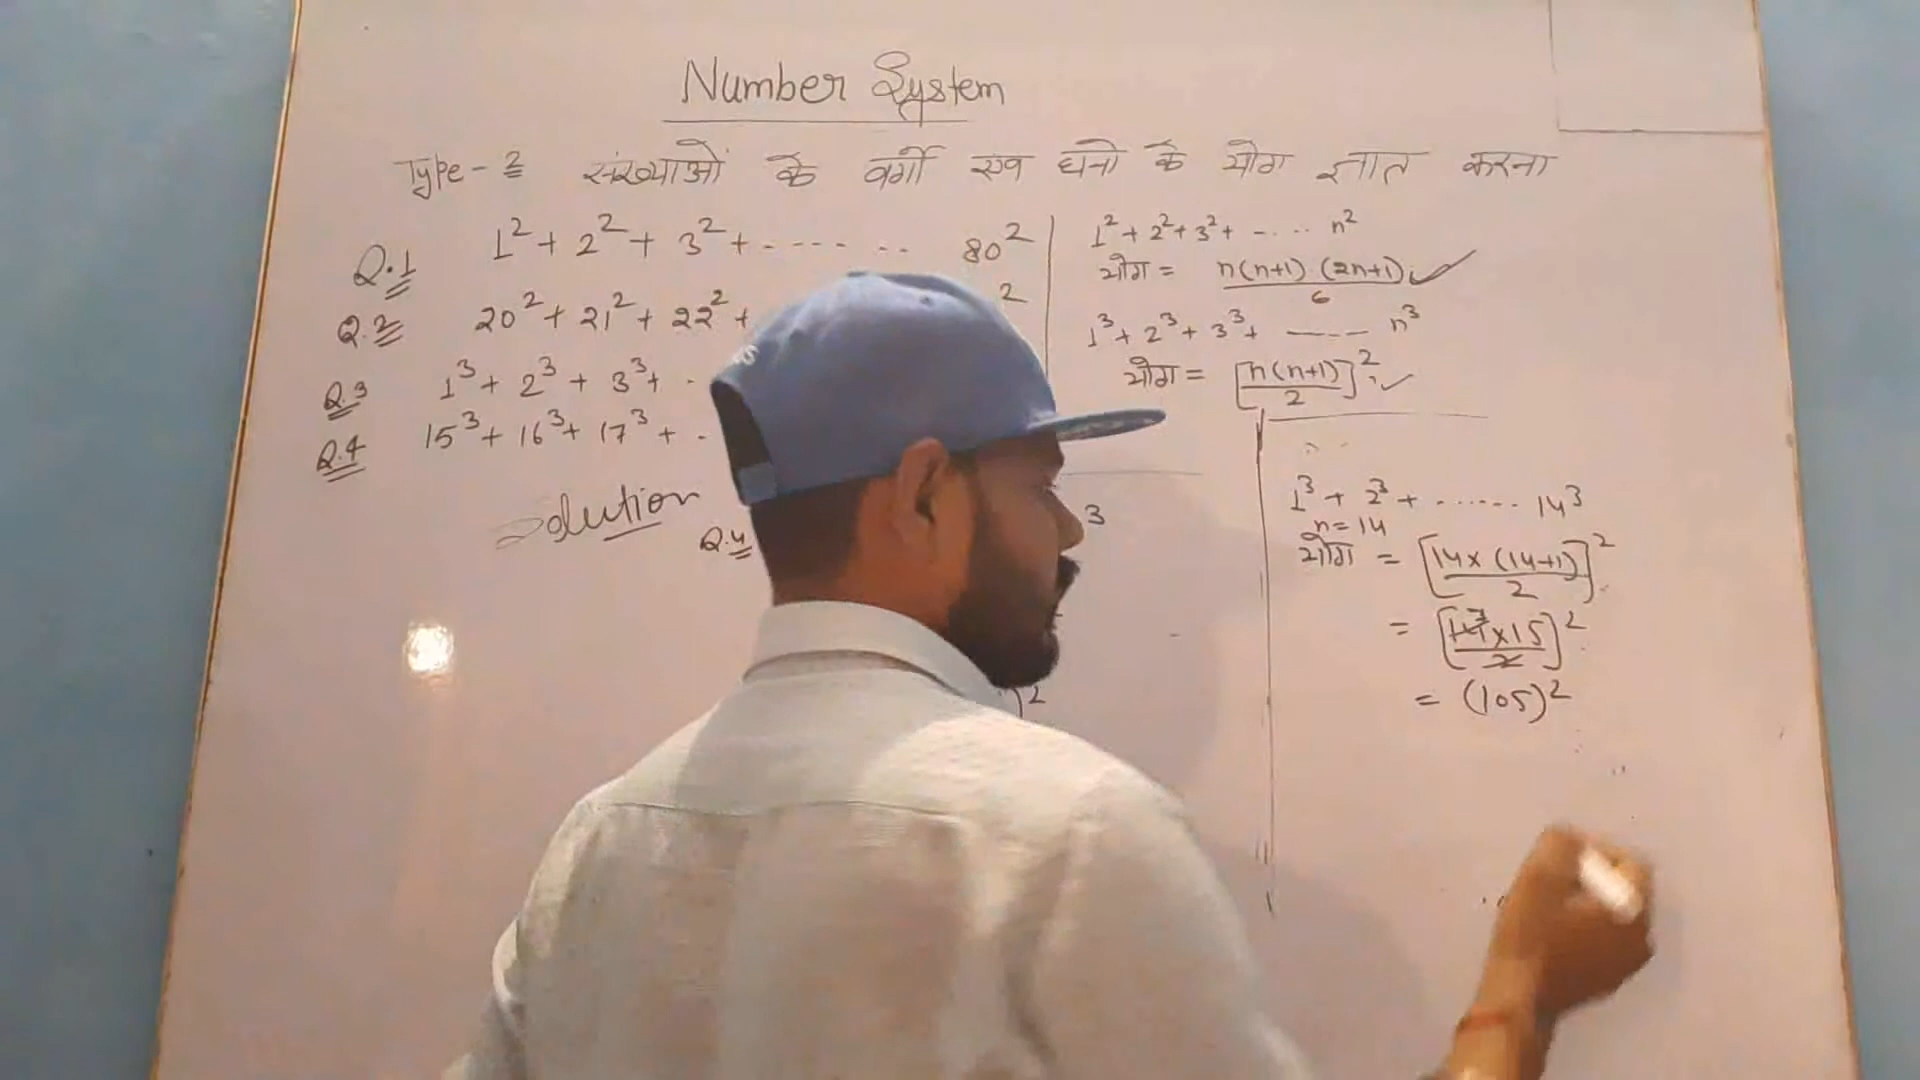 Number System
Type - 2 संख्याओं के वर्गो एव घनो के योग ज्ञात करना
Q.1 1² + 2² + 3² + - - - - - - - 80²
Q.2 20² + 21² + 22² + ²
Q.3 1³ + 2³ + 3³ + -
Q.4 15³ + 16³ + 17³ + - -
Solution
Q.4
3
)²
1² + 2² + 3² + - . . . . n²
योग = n(n+1) (2n+1) / 6
1³ + 2³ + 3³ + - - - - n³
योग = [n(n+1) / 2]²
1³ + 2³ + - - - - - - 14³
n = 14
योग = [14 × (14+1) / 2]²
= [14 7 × 15 / 2]²
= (105)²